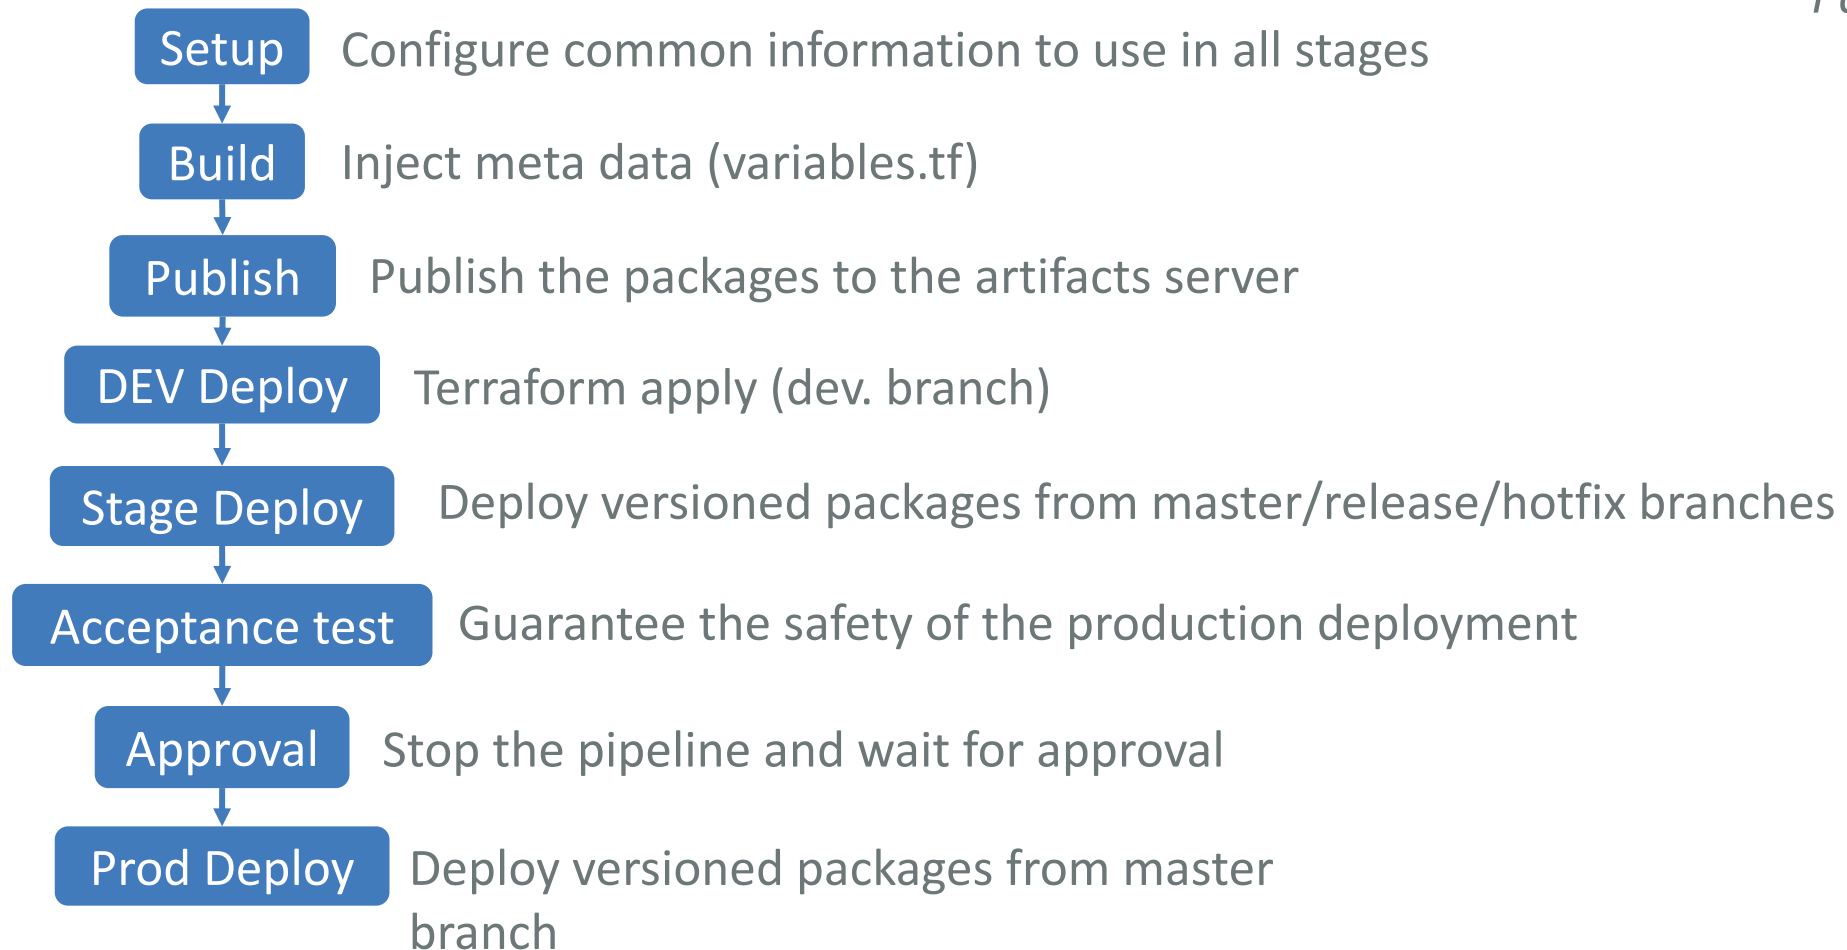 Setup Configure common information to use in all stages
Build Inject meta data (variables.tf)
Publish Publish the packages to the artifacts server
DEV Deploy Terraform apply (dev. branch)
Stage Deploy Deploy versioned packages from master/release/hotfix branches
Acceptance test Guarantee the safety of the production deployment
Approval Stop the pipeline and wait for approval
Prod Deploy Deploy versioned packages from master
branch